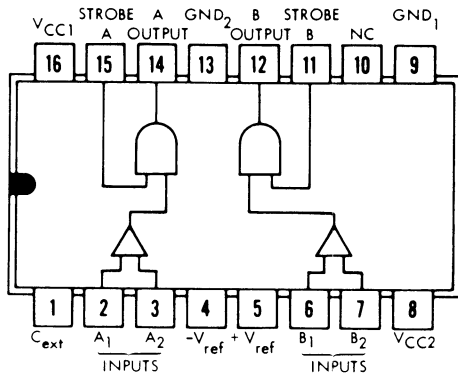 VCC1 STROBE A A OUTPUT GND2 B OUTPUT STROBE B NC GND1
16 15 14 13 12 11 10 9
1 2 3 4 5 6 7 8
Cext A1 A2 -Vref +Vref B1 B2 VCC2
INPUTS INPUTS